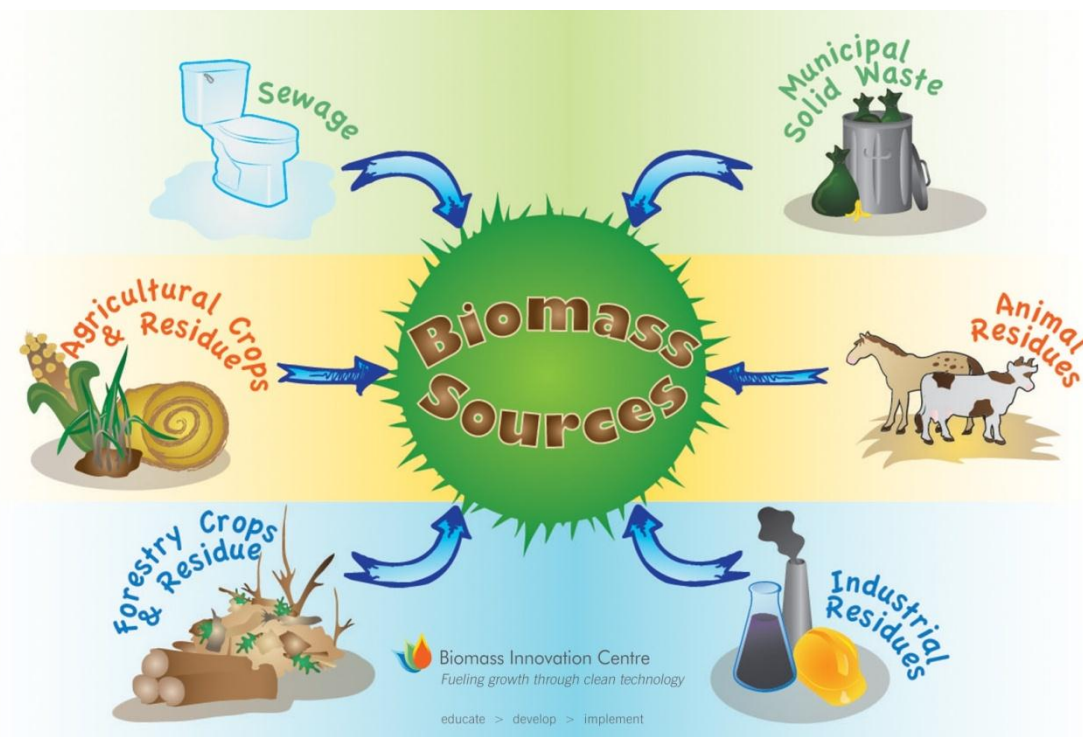 Sewage
Municipal
Solid Waste
Agricultural Crops
& Residue
Biomass
Sources
Animal
Residues
Forestry Crops
& Residue
Industrial
Residues
Biomass Innovation Centre
Fueling growth through clean technology
educate > develop > implement